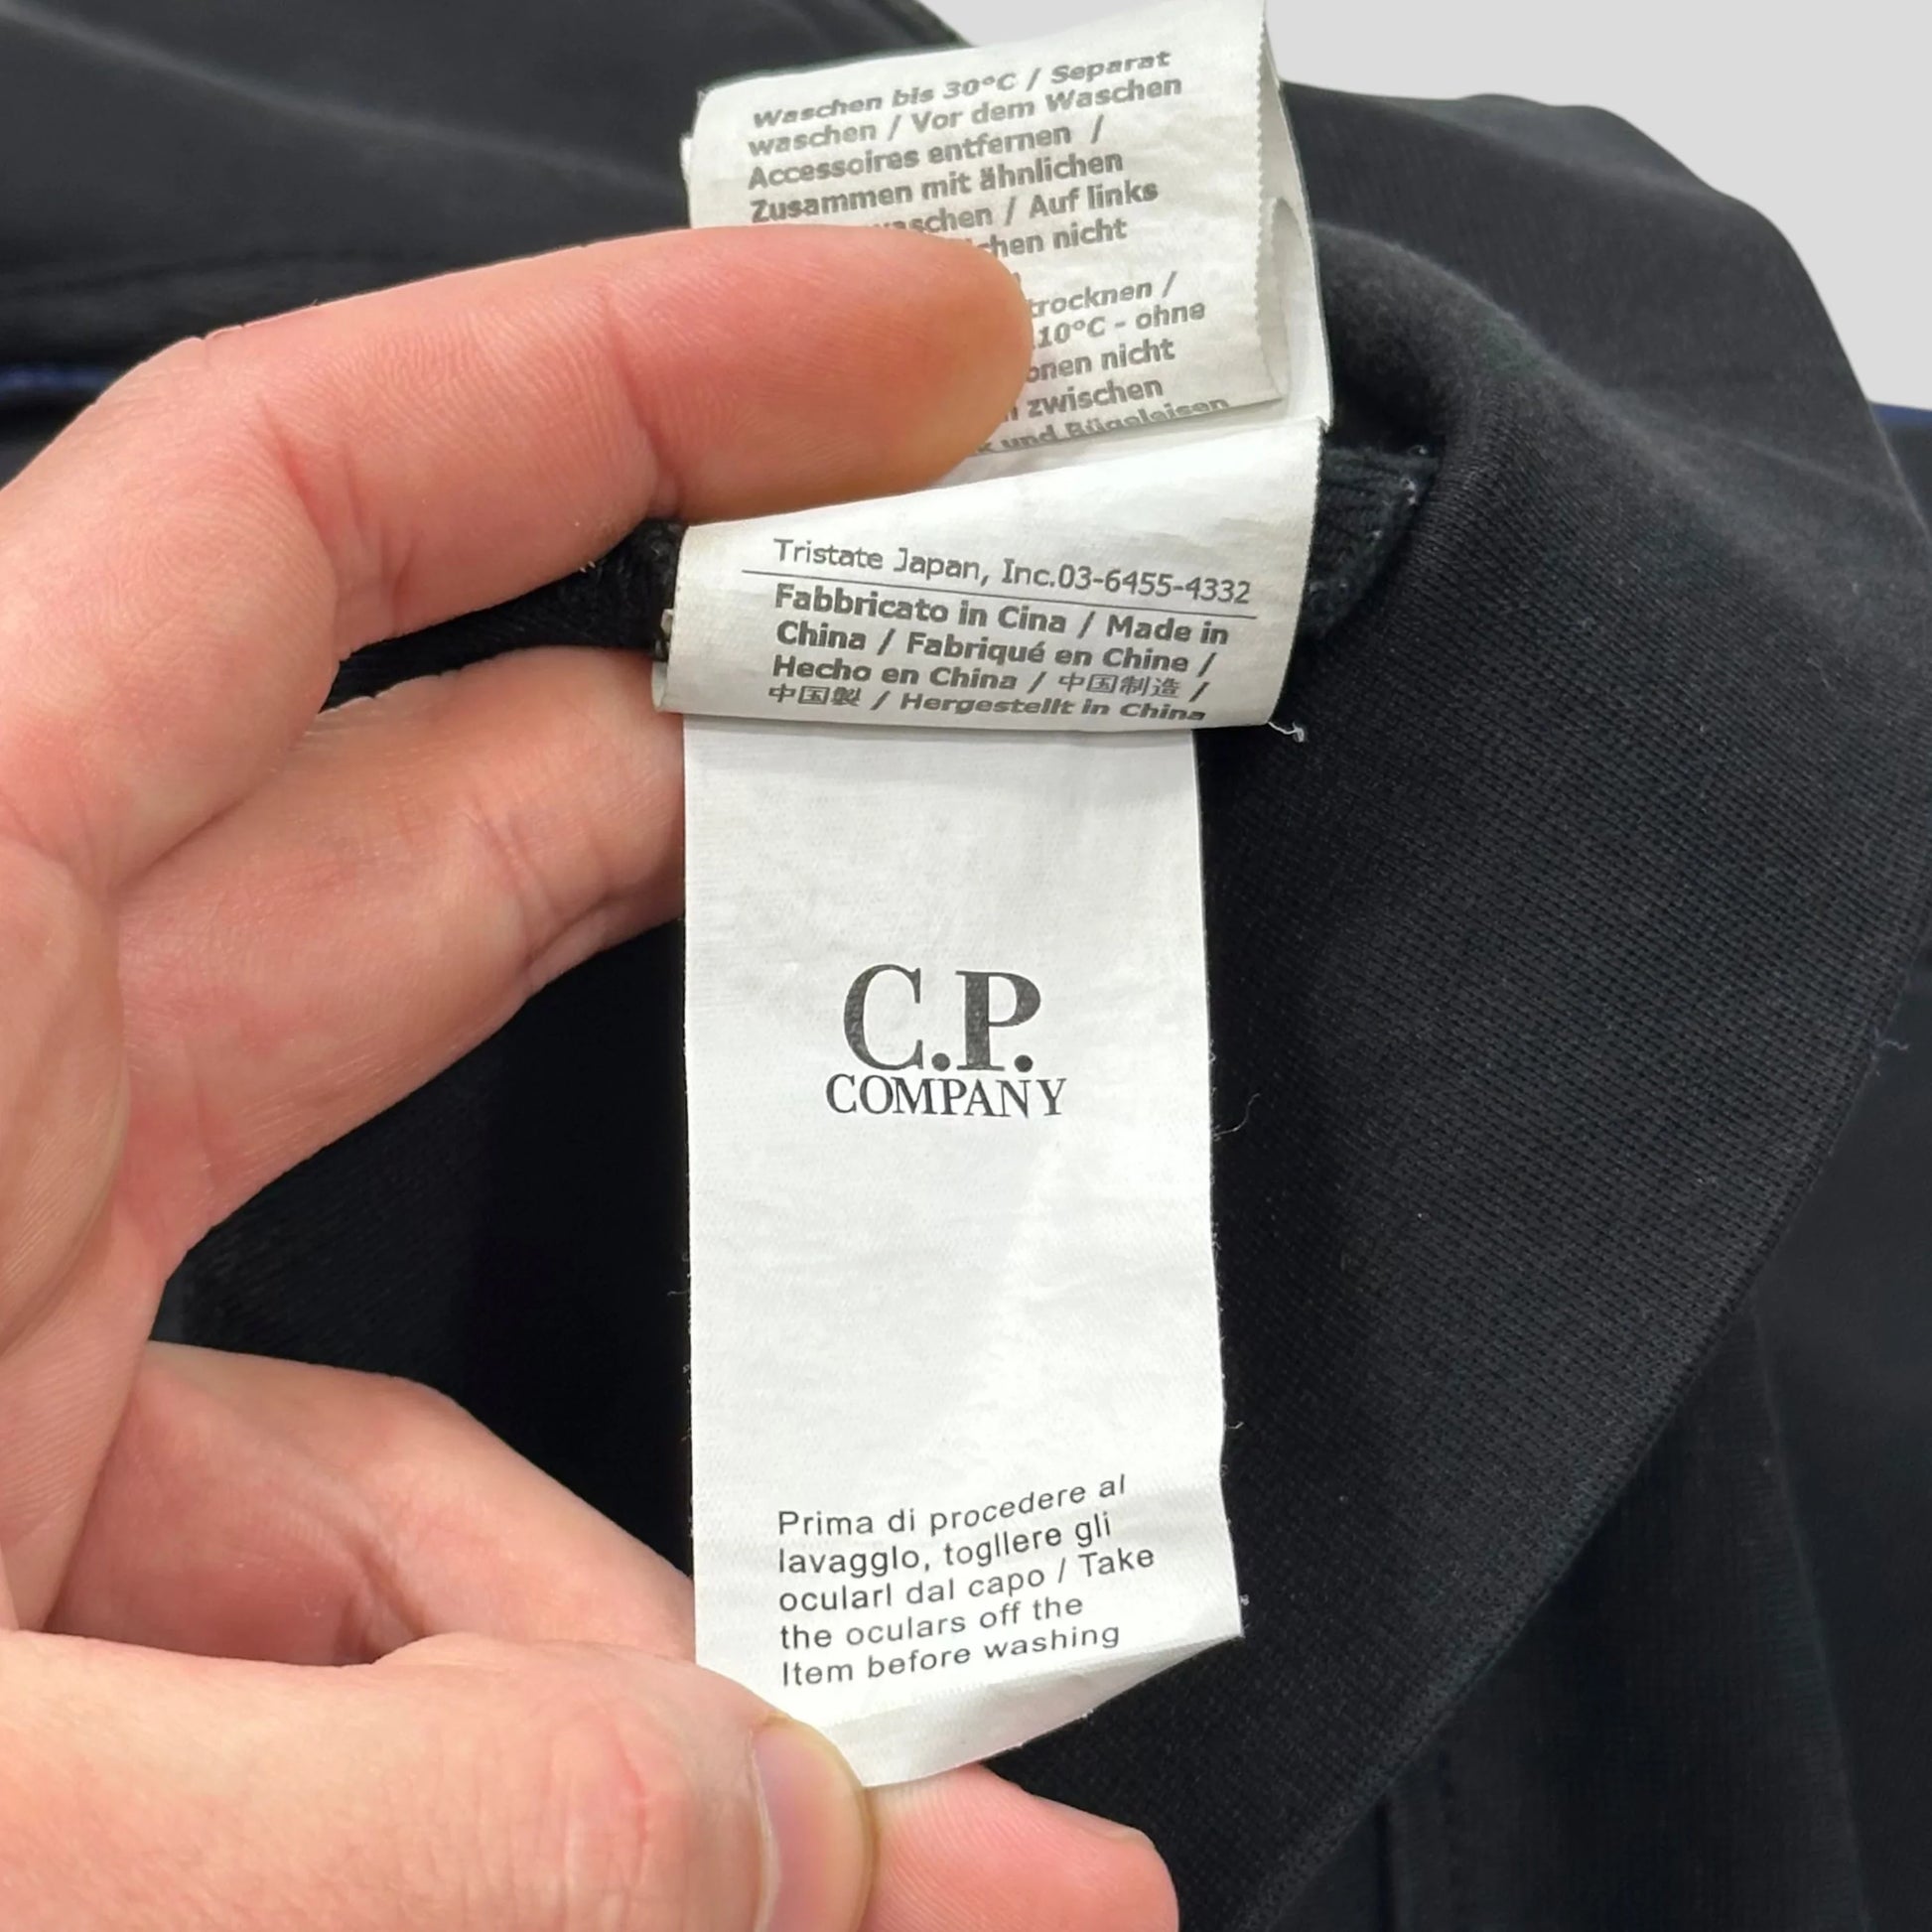 Waschen bis 30°C / Separat
waschen / Vor dem Waschen
Accessoires entfernen /
Zusammen mit ähnlichen
/ Auf links
nicht
/
- ohne
nicht
zwischen
und Bügeleisen
Tristate Japan, Inc.03-6455-4332
Fabbricato in Cina / Made in
China / Fabriqué en Chine /
Hecho en China / 中国制造 /
中国製 / Hergestellt in China
C.P.
COMPANY
Prima di procedere al
lavagglo, togllere gli
ocularl dal capo / Take
the oculars off the
Item before washing